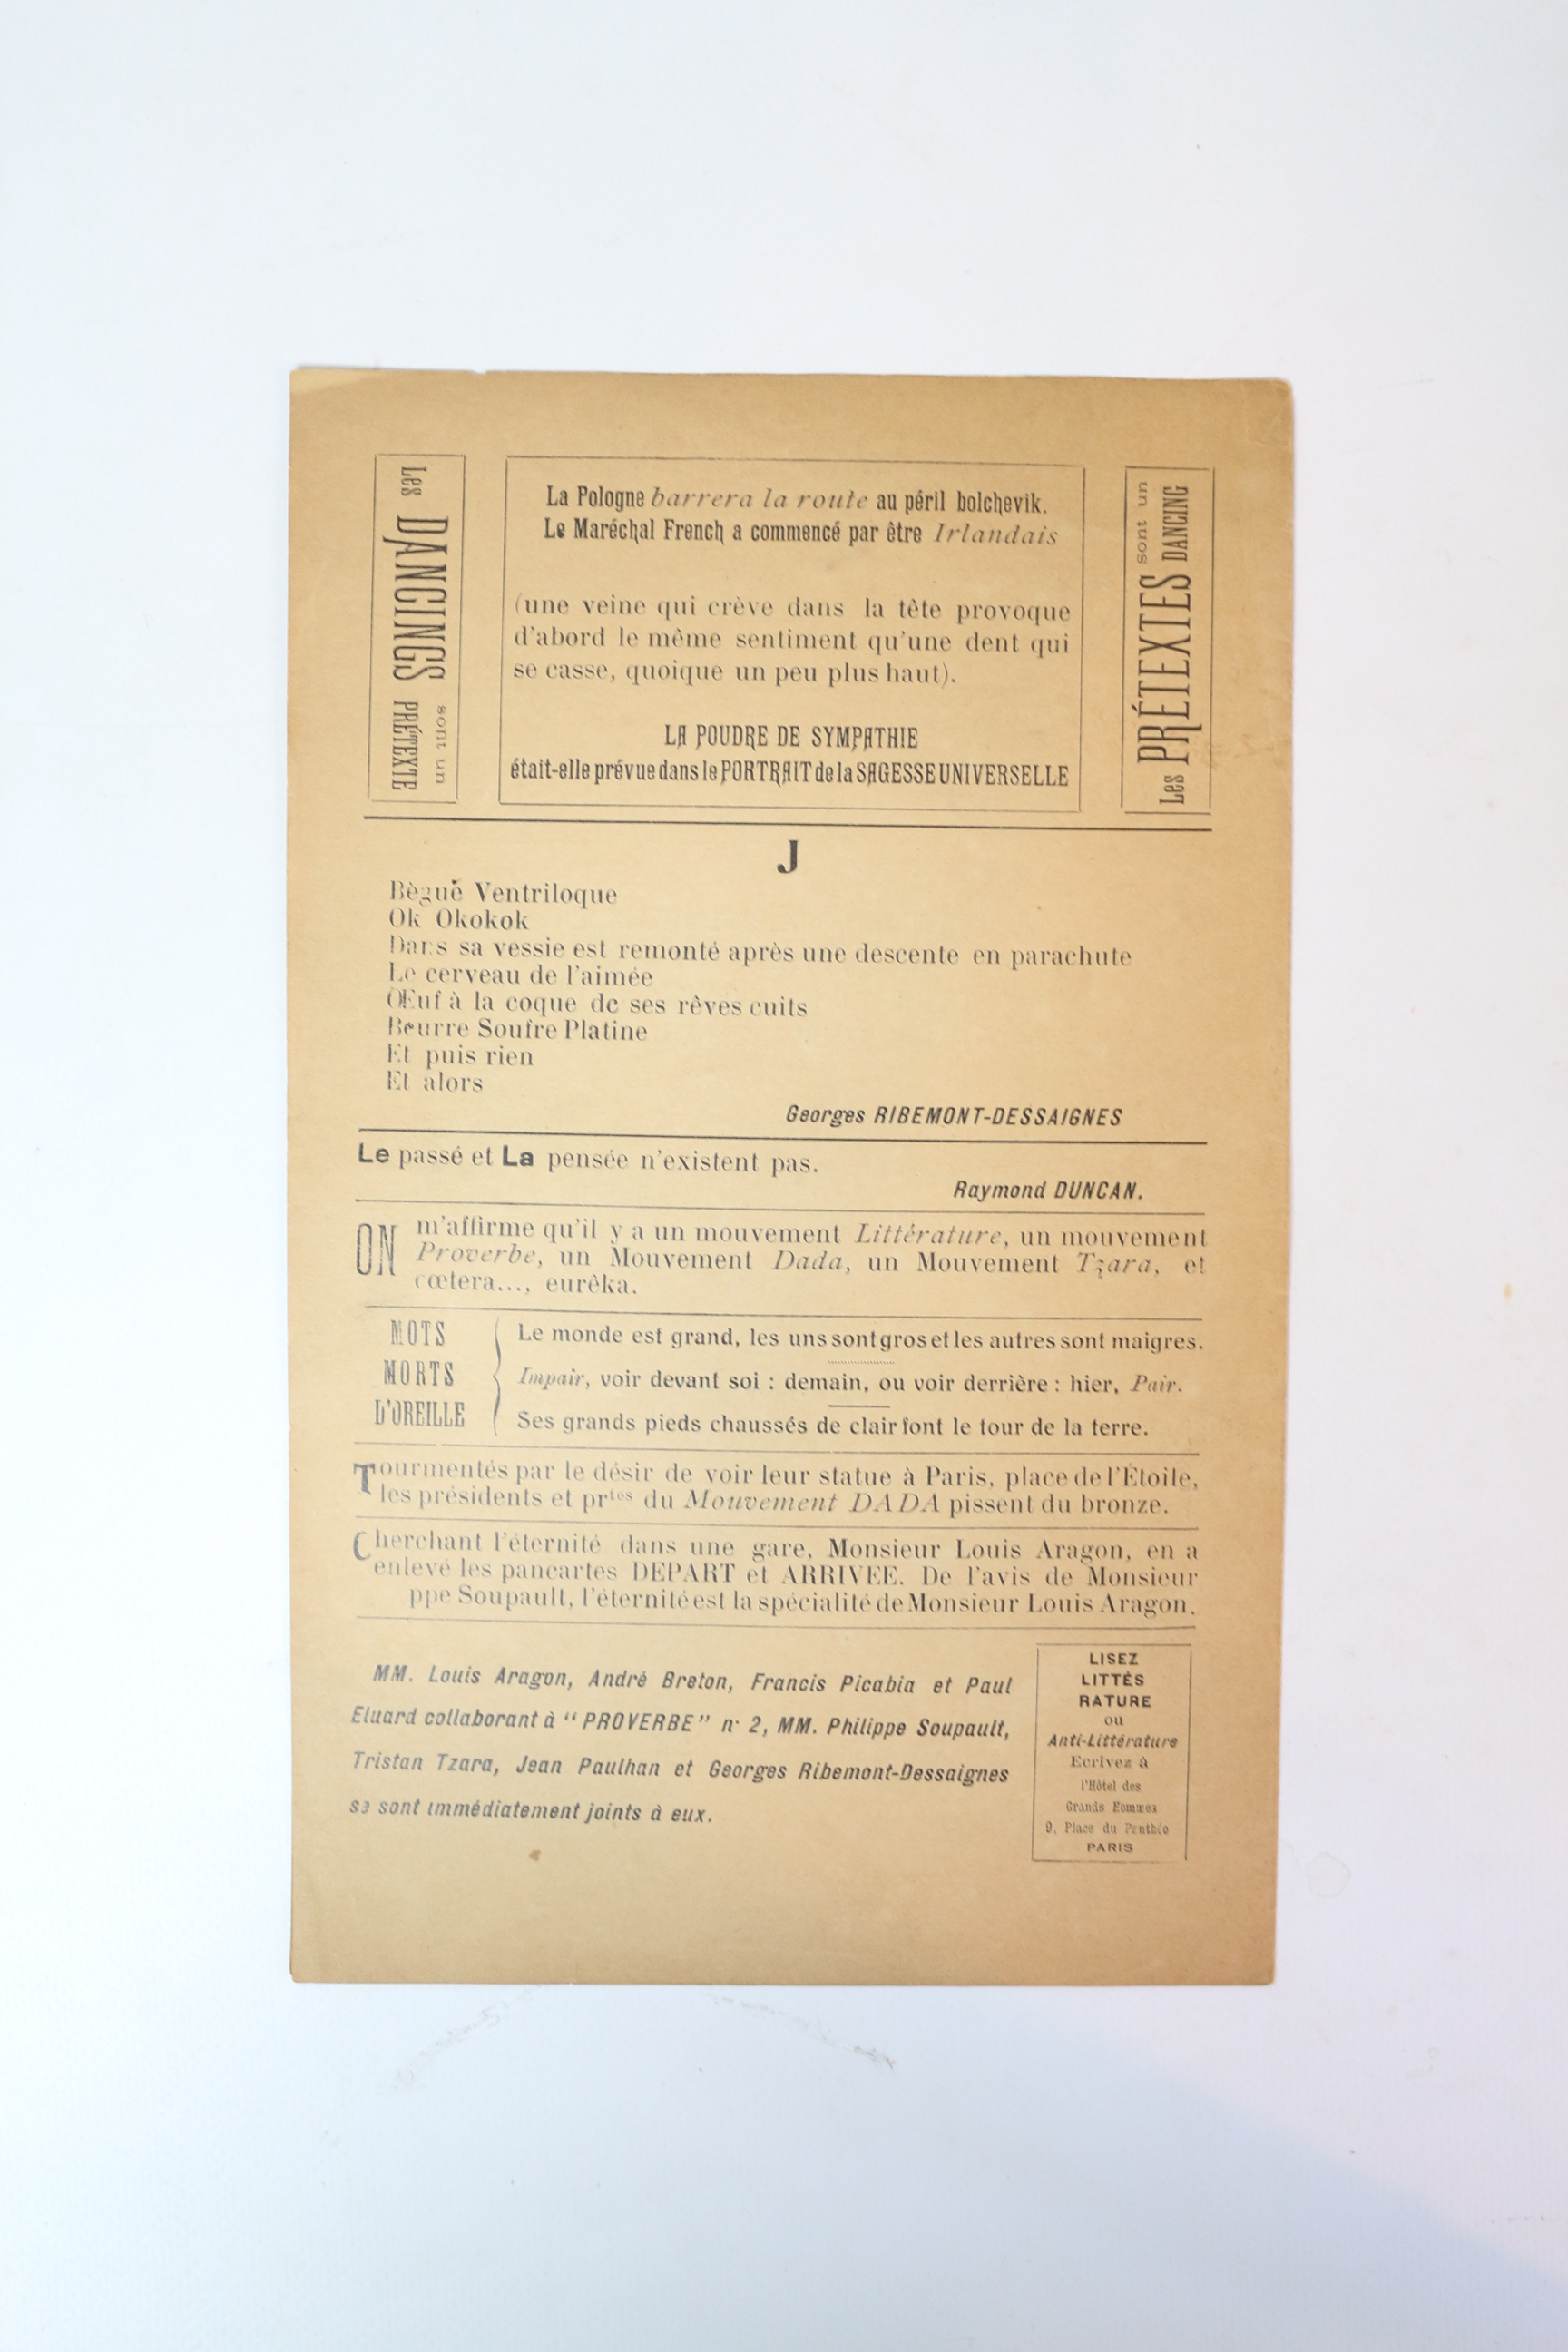 Les DANCINGS sont un
PRÉTEXTE
La Pologne barrera la route au péril bolchevik.
Le Maréchal French a commencé par être Irlandais
(une veine qui crève dans la tête provoque
d'abord le même sentiment qu'une dent qui
se casse, quoique un peu plus haut).
LA POUDRE DE SYMPATHIE
était-elle prévue dans le PORTRAIT de la SAGESSE UNIVERSELLE
Les PRÉTEXTES sont un
DANCING
J
Bègue Ventriloque
Ok Okokok
Dans sa vessie est remonté après une descente en parachute
Le cerveau de l'aimée
Œuf à la coque de ses rêves cuits
Beurre Soufre Platine
Et puis rien
Et alors
Georges RIBEMONT-DESSAIGNES
Le passé et La pensée n'existent pas.
Raymond DUNCAN.
ON m'affirme qu'il y a un mouvement Littérature, un mouvement
Proverbe, un Mouvement Dada, un Mouvement Tzara, et
cœtera..., eurêka.
MOTS
MORTS
D'OREILLE
Le monde est grand, les uns sont gros et les autres sont maigres.
Impair, voir devant soi : demain, ou voir derrière : hier, Pair.
Ses grands pieds chaussés de clair font le tour de la terre.
Tourmentés par le désir de voir leur statue à Paris, place de l'Étoile,
les présidents et prtes du Mouvement DADA pissent du bronze.
Cherchant l'éternité dans une gare, Monsieur Louis Aragon, en a
enlevé les pancartes DEPART et ARRIVEE. De l'avis de Monsieur
ppe Soupault, l'éternité est la spécialité de Monsieur Louis Aragon.
MM. Louis Aragon, André Breton, Francis Picabia et Paul
Eluard collaborant à "PROVERBE" n· 2, MM. Philippe Soupault,
Tristan Tzara, Jean Paulhan et Georges Ribemont-Dessaignes
se sont immédiatement joints à eux.
LISEZ
LITTÉS
RATURE
ou
Anti-Littérature
Ecrivez à
l'Hôtel des
Grands Hommes
9, Place du Penthéo
PARIS